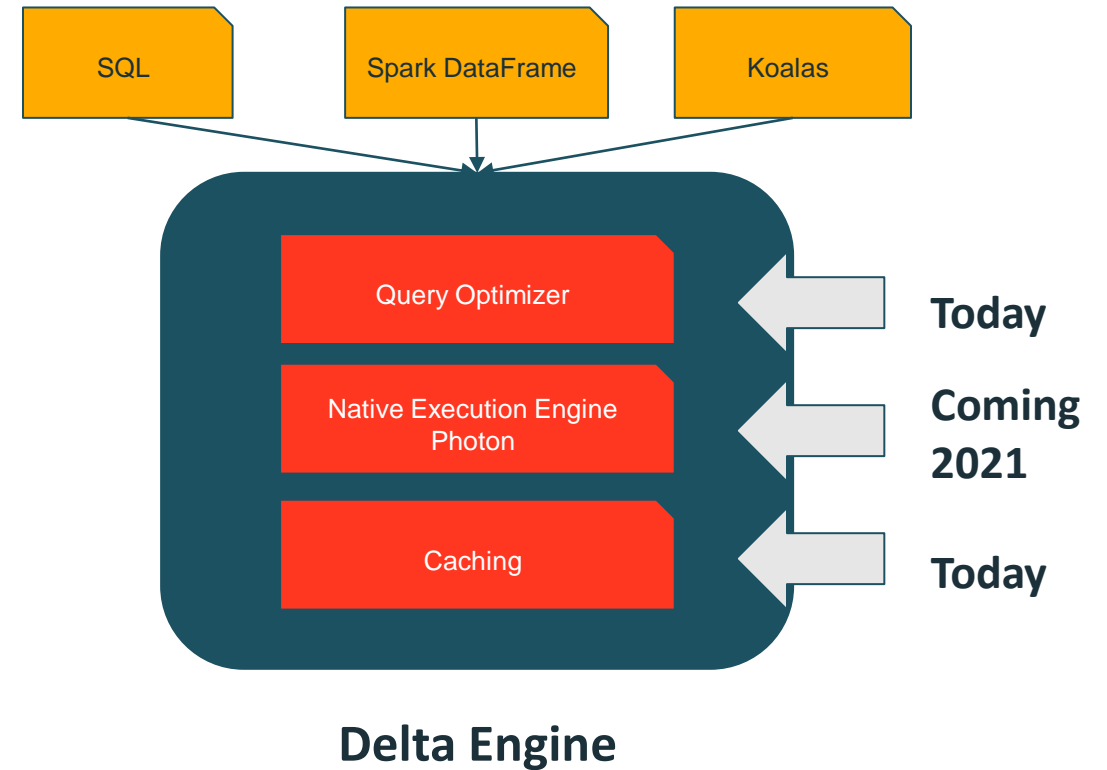 SQL
Spark DataFrame
Koalas
Query Optimizer
Today
Native Execution Engine
Photon
Coming
2021
Caching
Today
Delta Engine